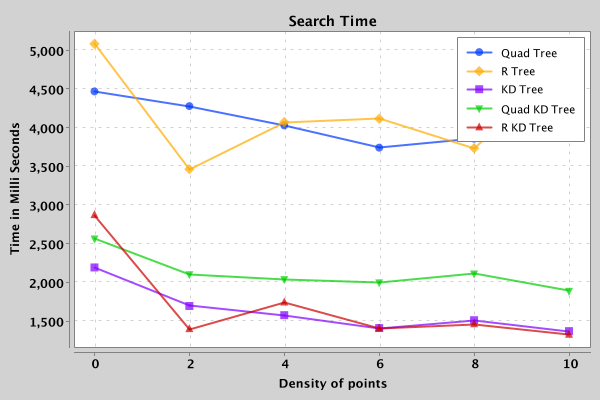 Search Time
Time in Milli Seconds
5,000
4,500
4,000
3,500
3,000
2,500
2,000
1,500
Quad Tree
R Tree
KD Tree
Quad KD Tree
R KD Tree
0 2 4 6 8 10
Density of points